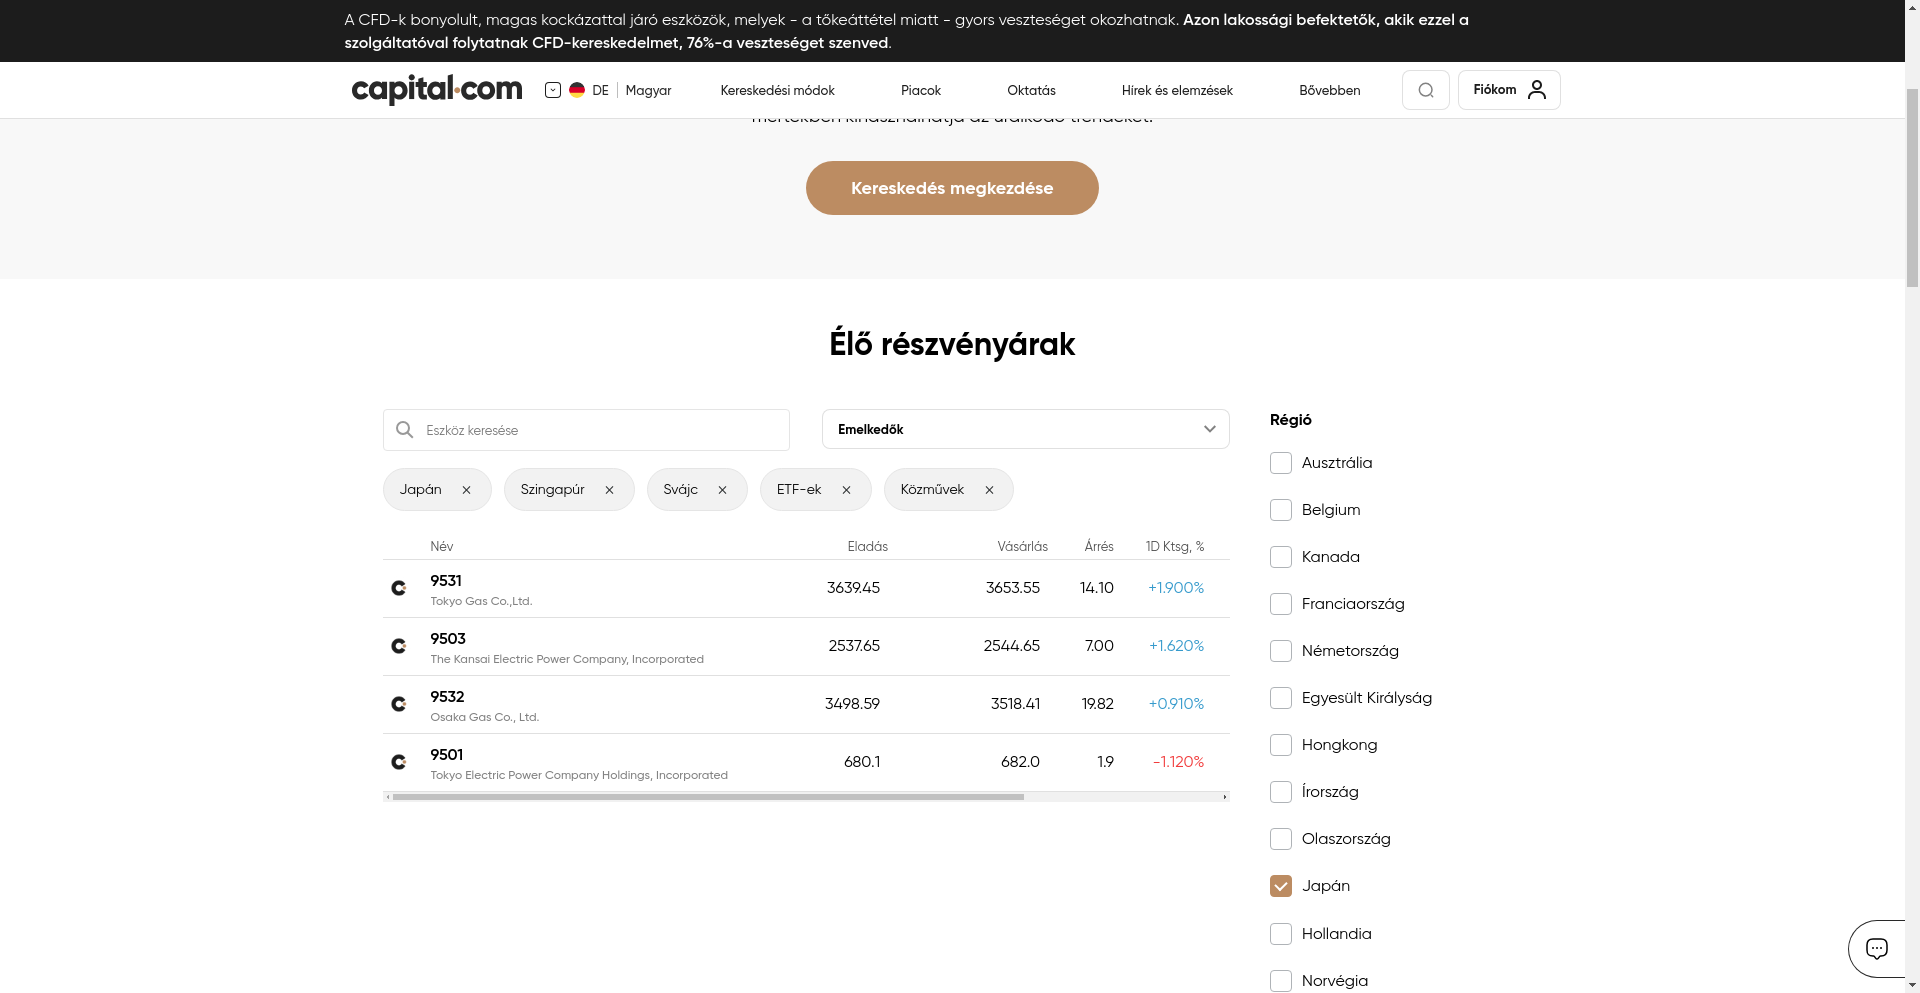 A CFD-k bonyolult, magas kockázattal járó eszközök, melyek - a tőkeáttétel miatt - gyors veszteséget okozhatnak. Azon lakossági befektetők, akik ezzel a
szolgáltatóval folytatnak CFD-kereskedelmet, 76%-a veszteséget szenved.
capital.com DE Magyar Kereskedési módok Piacok Oktatás Hírek és elemzések Bővebben Fiókom
mértékben kihasználhatja az uralkodó trendeket.
Kereskedés megkezdése
Élő részvényárak
Eszköz keresése
Emelkedők
Japán Szingapúr Svájc ETF-ek Közművek
Név Eladás Vásárlás Árrés 1D Ktsg, %
9531 3639.45 3653.55 14.10 +1.900%
Tokyo Gas Co.,Ltd.
9503 2537.65 2544.65 7.00 +1.620%
The Kansai Electric Power Company, Incorporated
9532 3498.59 3518.41 19.82 +0.910%
Osaka Gas Co., Ltd.
9501 680.1 682.0 1.9 -1.120%
Tokyo Electric Power Company Holdings, Incorporated
Régió
Ausztrália
Belgium
Kanada
Franciaország
Németország
Egyesült Királyság
Hongkong
Írország
Olaszország
Japán
Hollandia
Norvégia